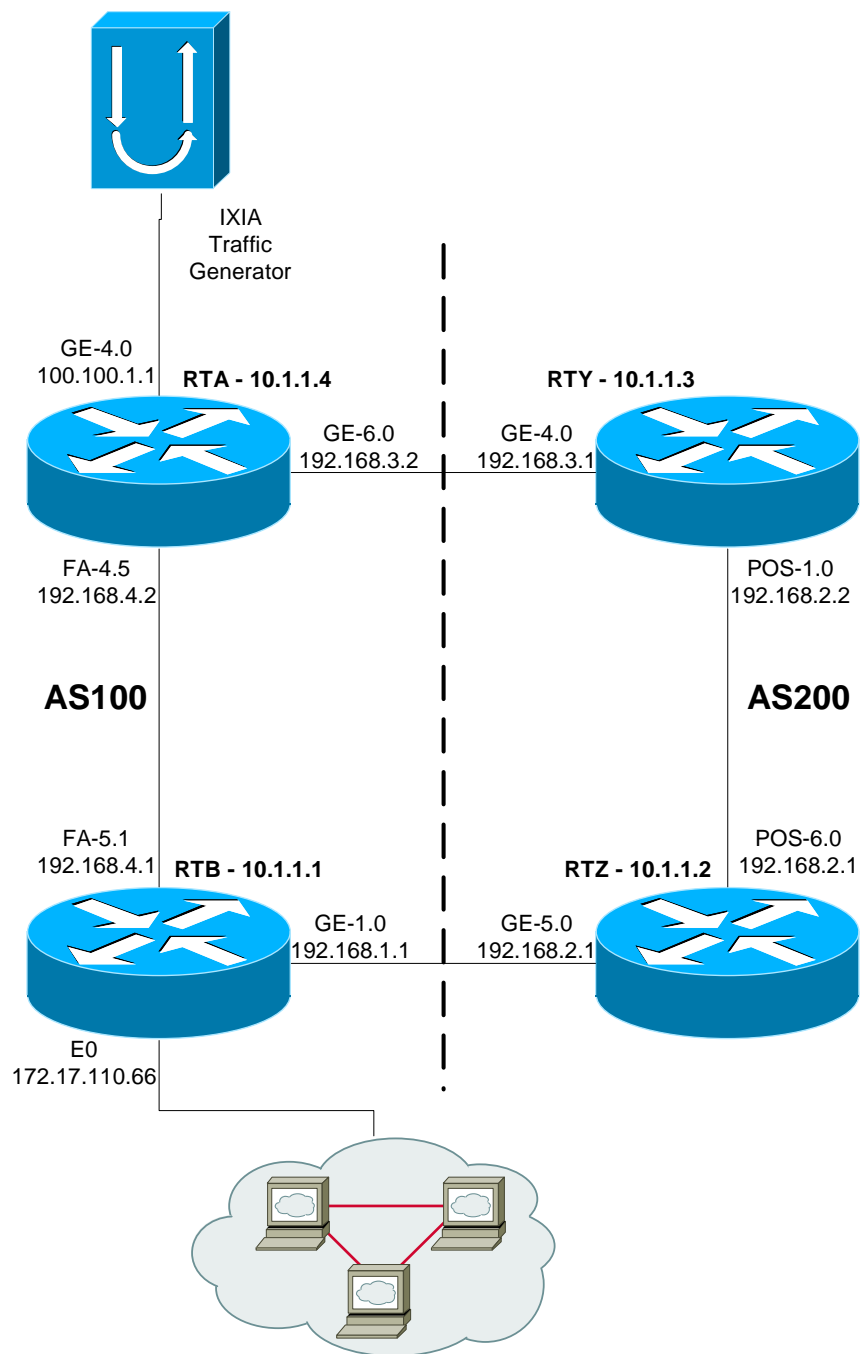 IXIA
Traffic
Generator
GE-4.0
100.100.1.1
RTA - 10.1.1.4
RTY - 10.1.1.3
GE-6.0
192.168.3.2
GE-4.0
192.168.3.1
FA-4.5
192.168.4.2
POS-1.0
192.168.2.2
AS100
AS200
FA-5.1
192.168.4.1
RTB - 10.1.1.1
RTZ - 10.1.1.2
POS-6.0
192.168.2.1
GE-1.0
192.168.1.1
GE-5.0
192.168.2.1
E0
172.17.110.66